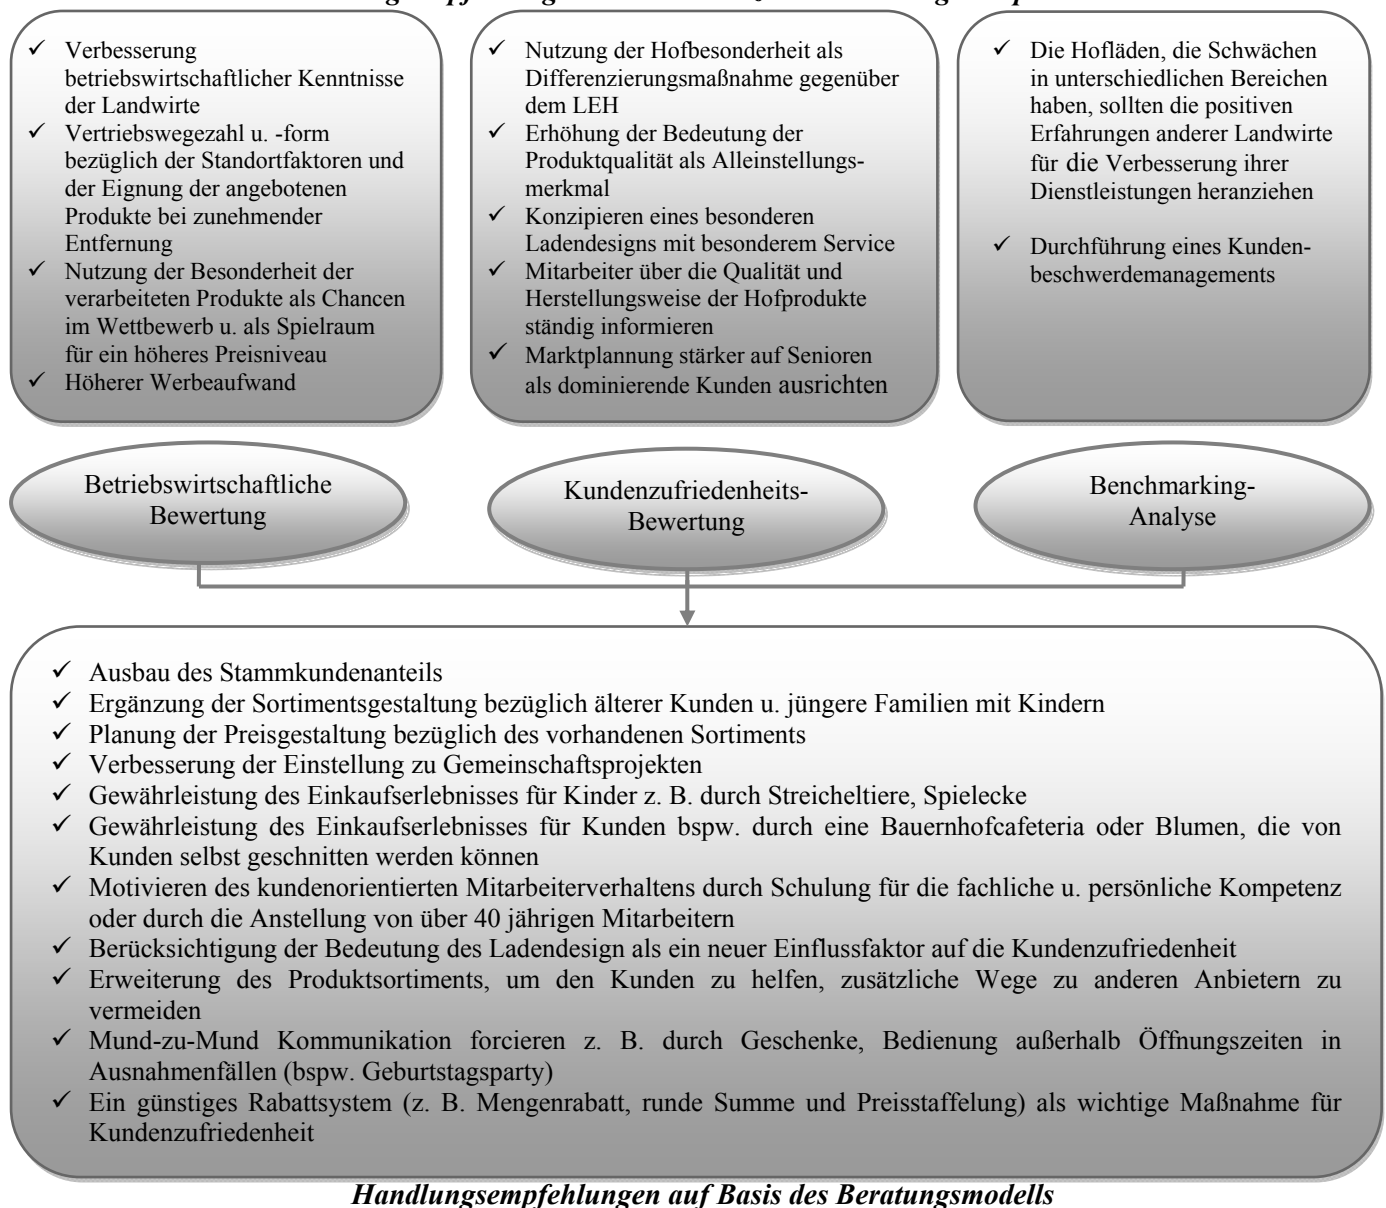 ✓ Verbesserung
betriebswirtschaftlicher Kenntnisse
der Landwirte
✓ Vertriebswegezahl u. -form
bezüglich der Standortfaktoren und
der Eignung der angebotenen
Produkte bei zunehmender
Entfernung
✓ Nutzung der Besonderheit der
verarbeiteten Produkte als Chancen
im Wettbewerb u. als Spielraum
für ein höheres Preisniveau
✓ Höherer Werbeaufwand
✓ Nutzung der Hofbesonderheit als
Differenzierungsmaßnahme gegenüber
dem LEH
✓ Erhöhung der Bedeutung der
Produktqualität als Alleinstellungs-
merkmal
✓ Konzipieren eines besonderen
Ladendesigns mit besonderem Service
✓ Mitarbeiter über die Qualität und
Herstellungsweise der Hofprodukte
ständig informieren
✓ Marktplannung stärker auf Senioren
als dominierende Kunden ausrichten
✓ Die Hofläden, die Schwächen
in unterschiedlichen Bereichen
haben, sollten die positiven
Erfahrungen anderer Landwirte
für die Verbesserung ihrer
Dienstleistungen heranziehen
✓ Durchführung eines Kunden-
beschwerdemanagements
Betriebswirtschaftliche
Bewertung
Kundenzufriedenheits-
Bewertung
Benchmarking-
Analyse
✓ Ausbau des Stammkundenanteils
✓ Ergänzung der Sortimentsgestaltung bezüglich älterer Kunden u. jüngere Familien mit Kindern
✓ Planung der Preisgestaltung bezüglich des vorhandenen Sortiments
✓ Verbesserung der Einstellung zu Gemeinschaftsprojekten
✓ Gewährleistung des Einkaufserlebnisses für Kinder z. B. durch Streicheltiere, Spielecke
✓ Gewährleistung des Einkaufserlebnisses für Kunden bspw. durch eine Bauernhofcafeteria oder Blumen, die von
Kunden selbst geschnitten werden können
✓ Motivieren des kundenorientierten Mitarbeiterverhaltens durch Schulung für die fachliche u. persönliche Kompetenz
oder durch die Anstellung von über 40 jährigen Mitarbeitern
✓ Berücksichtigung der Bedeutung des Ladendesign als ein neuer Einflussfaktor auf die Kundenzufriedenheit
✓ Erweiterung des Produktsortiments, um den Kunden zu helfen, zusätzliche Wege zu anderen Anbietern zu
vermeiden
✓ Mund-zu-Mund Kommunikation forcieren z. B. durch Geschenke, Bedienung außerhalb Öffnungszeiten in
Ausnahmenfällen (bspw. Geburtstagsparty)
✓ Ein günstiges Rabattsystem (z. B. Mengenrabatt, runde Summe und Preisstaffelung) als wichtige Maßnahme für
Kundenzufriedenheit
Handlungsempfehlungen auf Basis des Beratungsmodells